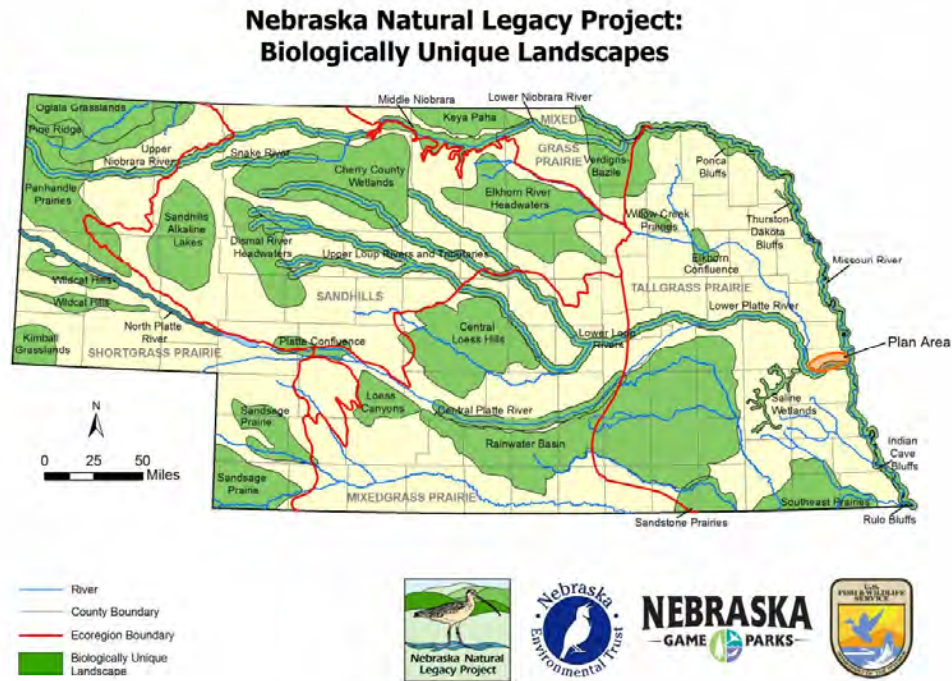 Nebraska Natural Legacy Project:
Biologically Unique Landscapes
Oglala Grasslands
Pine Ridge
Upper
Niobrara River
Middle Niobrara
Lower Niobrara River
Keya Paha
MIXED
GRASS
PRAIRIE
Verdigris-
Bazile
Ponca
Bluffs
Snake River
Cherry County
Wetlands
Elkhorn River
Headwaters
Panhandle
Prairies
Sandhills
Alkaline
Lakes
Dismal River
Headwaters
Upper Loup Rivers and Tributaries
Willow Creek
Prairies
Elkhorn
Confluence
Thurston-
Dakota
Bluffs
Missouri River
TALLGRASS PRAIRIE
Lower Platte River
Wildcat Hills
Wildcat Hills
SANDHILLS
North Platte
River
Kimball
Grasslands
SHORTGRASS PRAIRIE
Platte Confluence
Central
Loess Hills
Lower Loup
Rivers
Plan Area
Loess
Canyons
Central Platte River
Saline
Wetlands
Sandsage
Prairie
Rainwater Basin
Indian
Cave
Bluffs
Sandsage
Prairie
MIXEDGRASS PRAIRIE
Sandstone Prairies
Southeast Prairies
Rulo Bluffs
N
0 25 50
Miles
River
County Boundary
Ecoregion Boundary
Biologically Unique
Landscape
Nebraska Natural
Legacy Project
Nebraska
Environmental Trust
NEBRASKA
GAME PARKS
U.S.
FISH & WILDLIFE
SERVICE